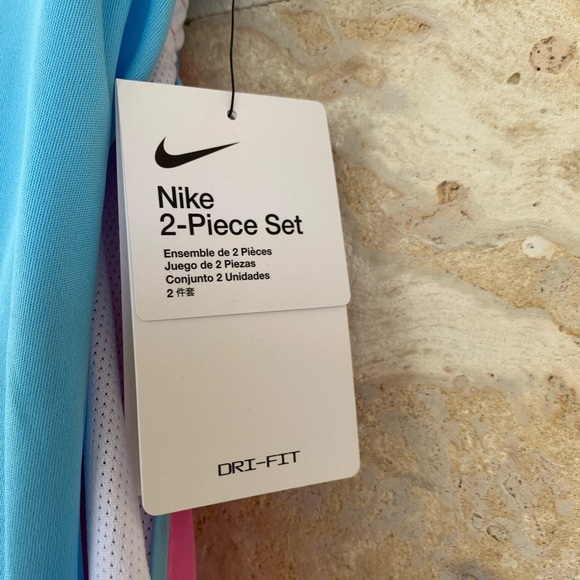 Nike
2-Piece Set
Ensemble de 2 Pièces
Juego de 2 Piezas
Conjunto 2 Unidades
2 件套
DRI-FIT